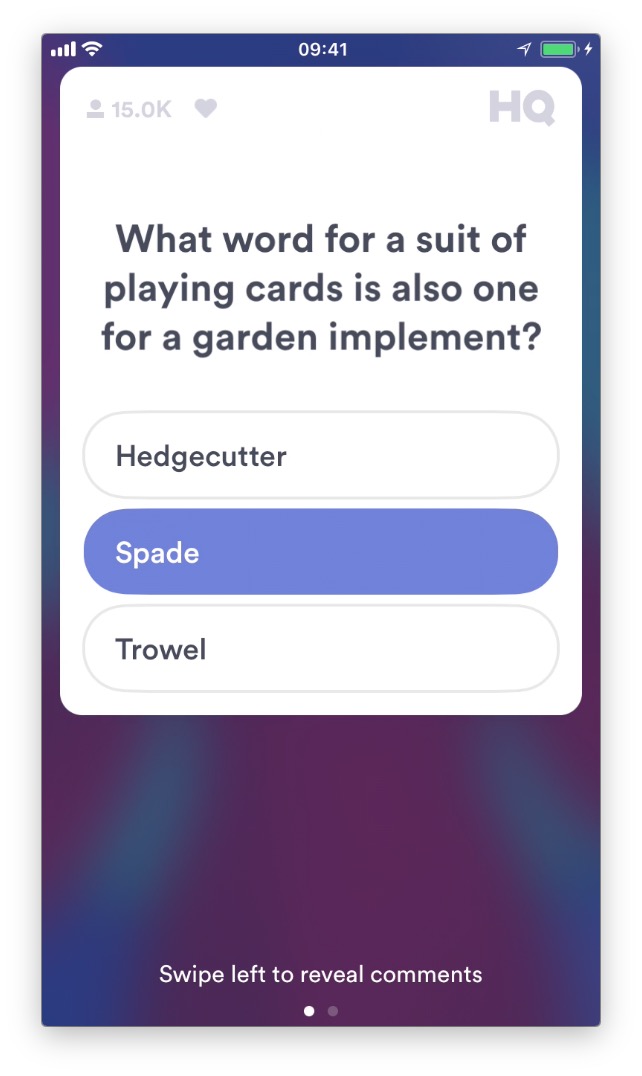 09:41
15.0K
HQ
What word for a suit of
playing cards is also one
for a garden implement?
Hedgecutter
Spade
Trowel
Swipe left to reveal comments